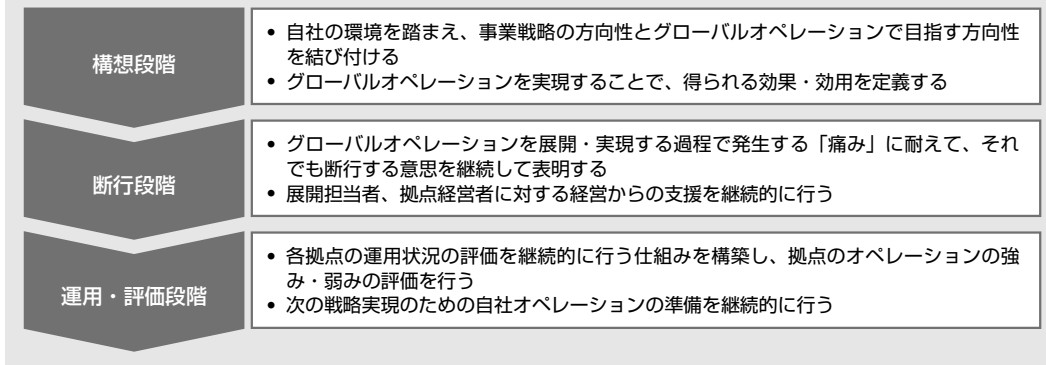 構想段階
• 自社の環境を踏まえ、事業戦略の方向性とグローバルオペレーションで目指す方向性
を結び付ける
• グローバルオペレーションを実現することで、得られる効果・効用を定義する
断行段階
• グローバルオペレーションを展開・実現する過程で発生する「痛み」に耐えて、それ
でも断行する意思を継続して表明する
• 展開担当者、拠点経営者に対する経営からの支援を継続的に行う
運用・評価段階
• 各拠点の運用状況の評価を継続的に行う仕組みを構築し、拠点のオペレーションの強
み・弱みの評価を行う
• 次の戦略実現のための自社オペレーションの準備を継続的に行う